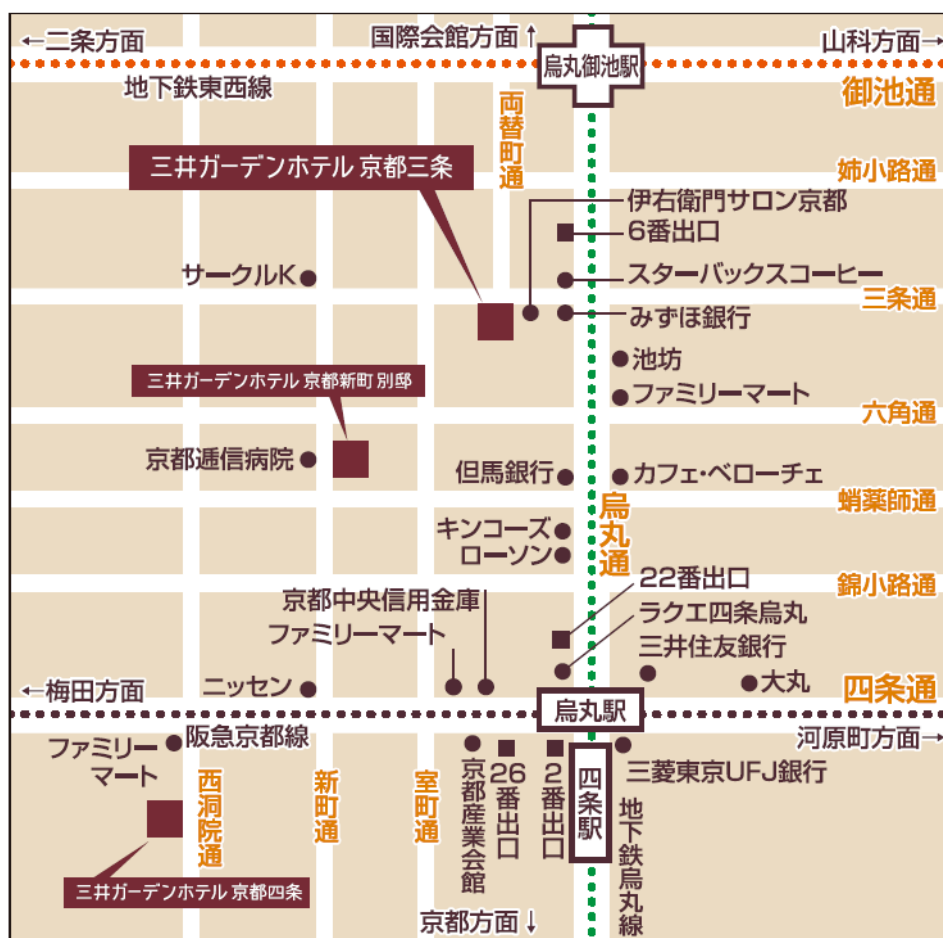 ←二条方面
国際会館方面↑
烏丸御池駅
山科方面→
地下鉄東西線
御池通
両替町通
三井ガーデンホテル 京都三条
姉小路通
伊右衛門サロン京都
6番出口
サークルK
スターバックスコーヒー
三条通
みずほ銀行
池坊
三井ガーデンホテル 京都新町 別邸
ファミリーマート
六角通
京都逓信病院
但馬銀行
カフェ・ベローチェ
蛸薬師通
烏丸通
キンコーズ
ローソン
22番出口
錦小路通
京都中央信用金庫
ラクエ四条烏丸
ファミリーマート
三井住友銀行
←梅田方面
ニッセン
大丸
四条通
烏丸駅
ファミリー
マート
阪急京都線
河原町方面→
西洞院通
新町通
室町通
京都産業会館
26番出口
2番出口
四条駅
三菱東京UFJ銀行
地下鉄烏丸線
三井ガーデンホテル 京都四条
京都方面↓